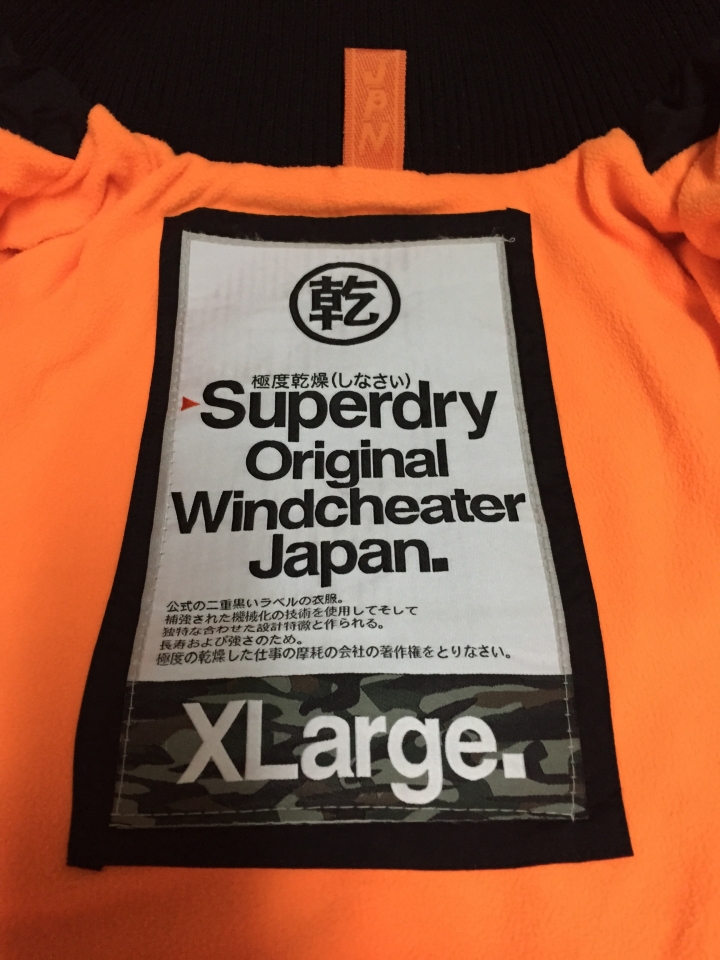 JPN
乾
極度乾燥(しなさい)
Superdry
Original
Windcheater
Japan.
公式の二重黒いラベルの衣服。
補強された機械化の技術を使用してそして
独特な合わせた設計特徴と作られる。
長寿および強さのため。
極度の乾燥した仕事の摩耗の会社の著作権をとりなさい。
XLarge.